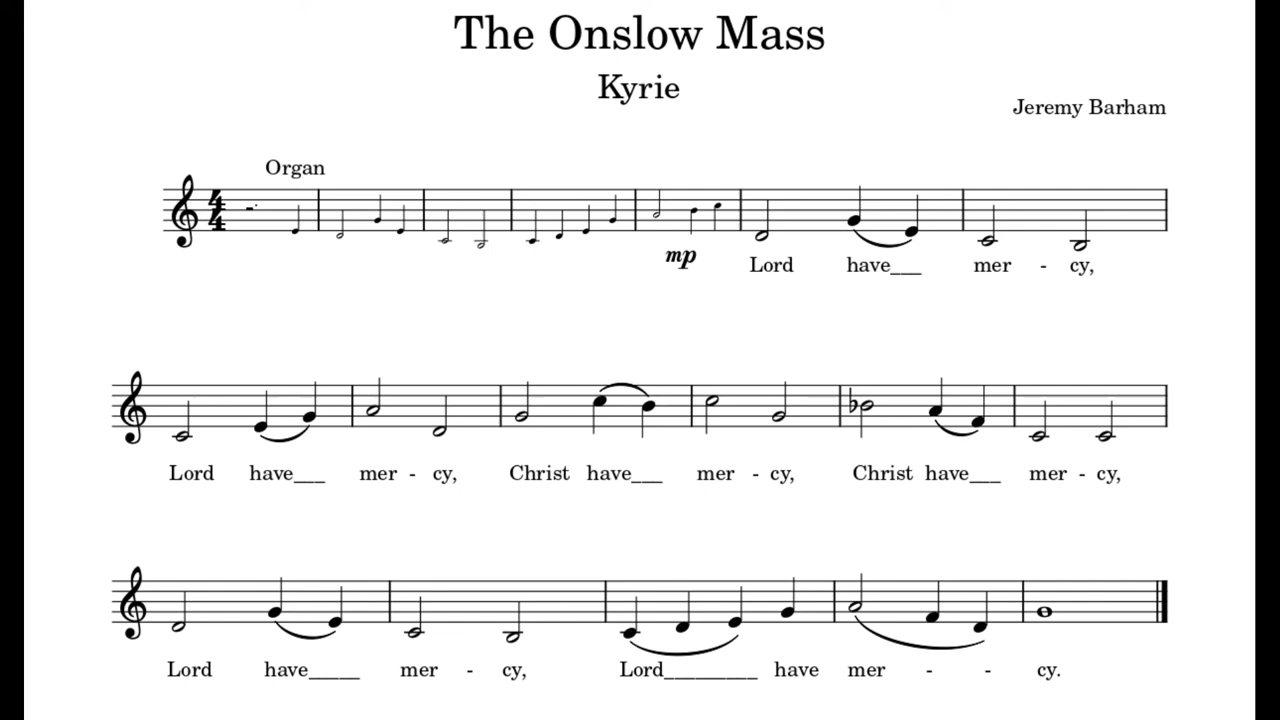 The Onslow Mass
Kyrie
Jeremy Barham
Organ
mp
Lord have___ mer - cy,
Lord have___ mer - cy, Christ have___ mer - cy, Christ have___ mer - cy,
Lord have_____ mer - cy, Lord_________ have mer - - cy.